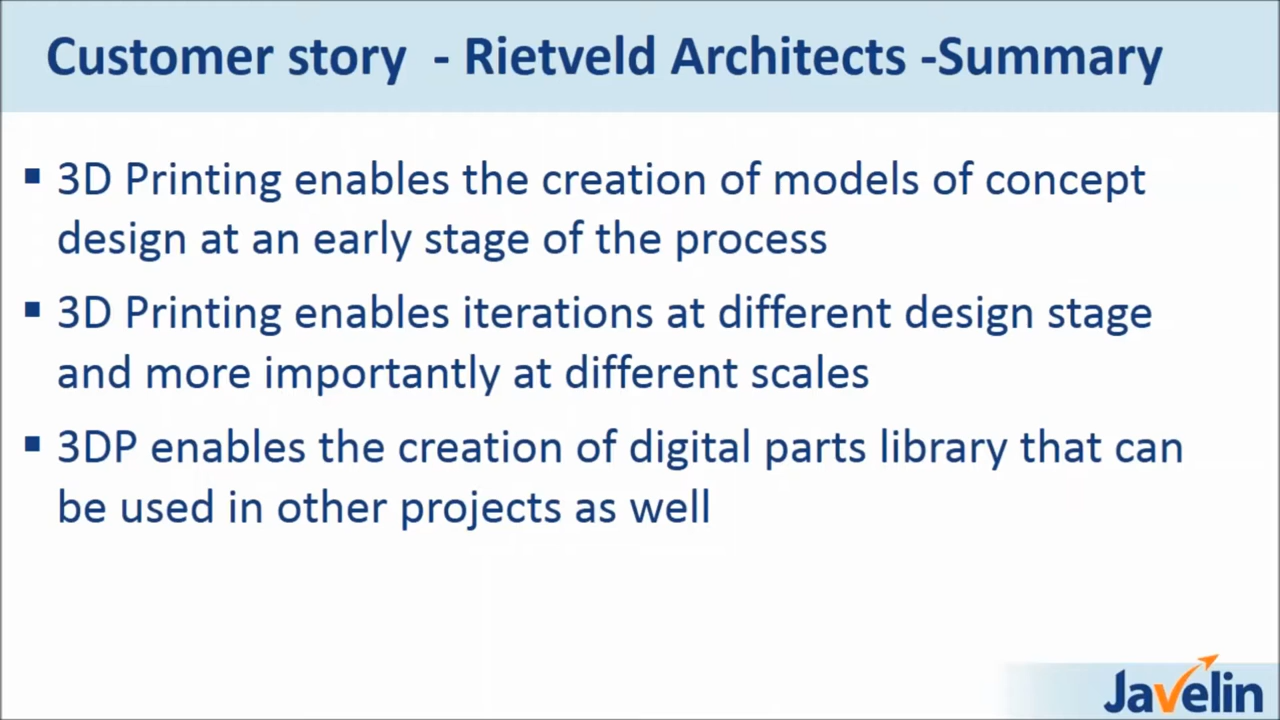 Customer story - Rietveld Architects -Summary
▪ 3D Printing enables the creation of models of concept
design at an early stage of the process
▪ 3D Printing enables iterations at different design stage
and more importantly at different scales
▪ 3DP enables the creation of digital parts library that can
be used in other projects as well
Javelin